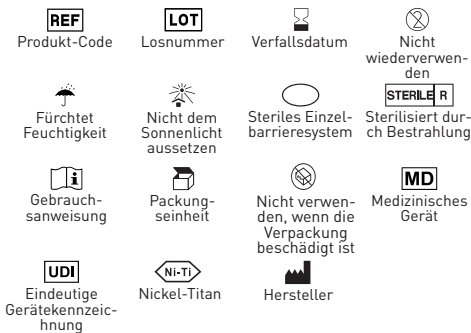 REF
LOT
Produkt-Code
Losnummer
Verfallsdatum
Nicht
wiederverwen-
den
STERILE R
Fürchtet
Feuchtigkeit
Nicht dem
Sonnenlicht
aussetzen
Steriles Einzel-
barrieresystem
Sterilisiert dur-
ch Bestrahlung
i
MD
Gebrauch-
sanweisung
Packung-
seinheit
Nicht verwen-
den, wenn die
Verpackung
beschädigt ist
Medizinisches
Gerät
UDI
Ni-Ti
Eindeutige
Gerätekennzeic-
hnung
Nickel-Titan
Hersteller